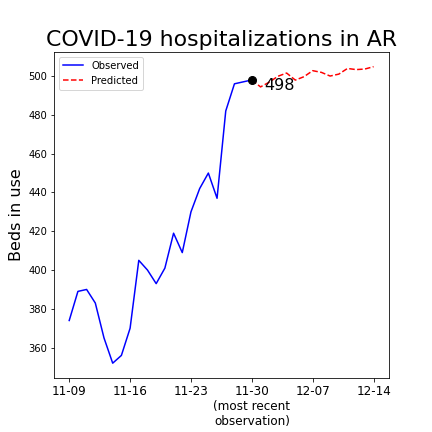 COVID-19 hospitalizations in AR
Observed
Predicted
498
Beds in use
500
480
460
440
420
400
380
360
11-09 11-16 11-23 11-30 12-07 12-14
(most recent
observation)